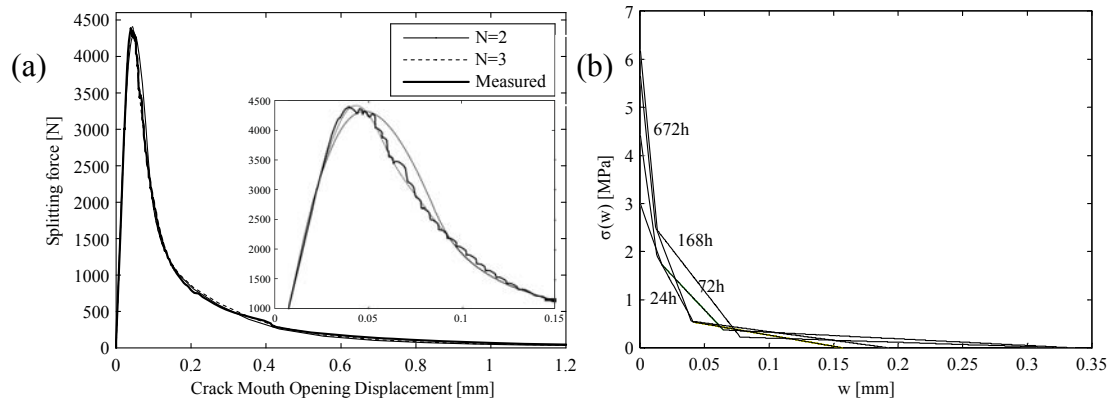 (a)
4500
4000
3500
3000
2500
2000
1500
1000
500
0
Splitting force [N]
N=2
N=3
Measured
4500
4000
3500
3000
2500
2000
1500
1000
0
0.05
0.1
0.15
0 0.2 0.4 0.6 0.8 1 1.2
Crack Mouth Opening Displacement [mm]
(b)
7
6
5
4
3
2
1
0
σ(w) [MPa]
672h
168h
72h
24h
0 0.05 0.1 0.15 0.2 0.25 0.3 0.35
w [mm]